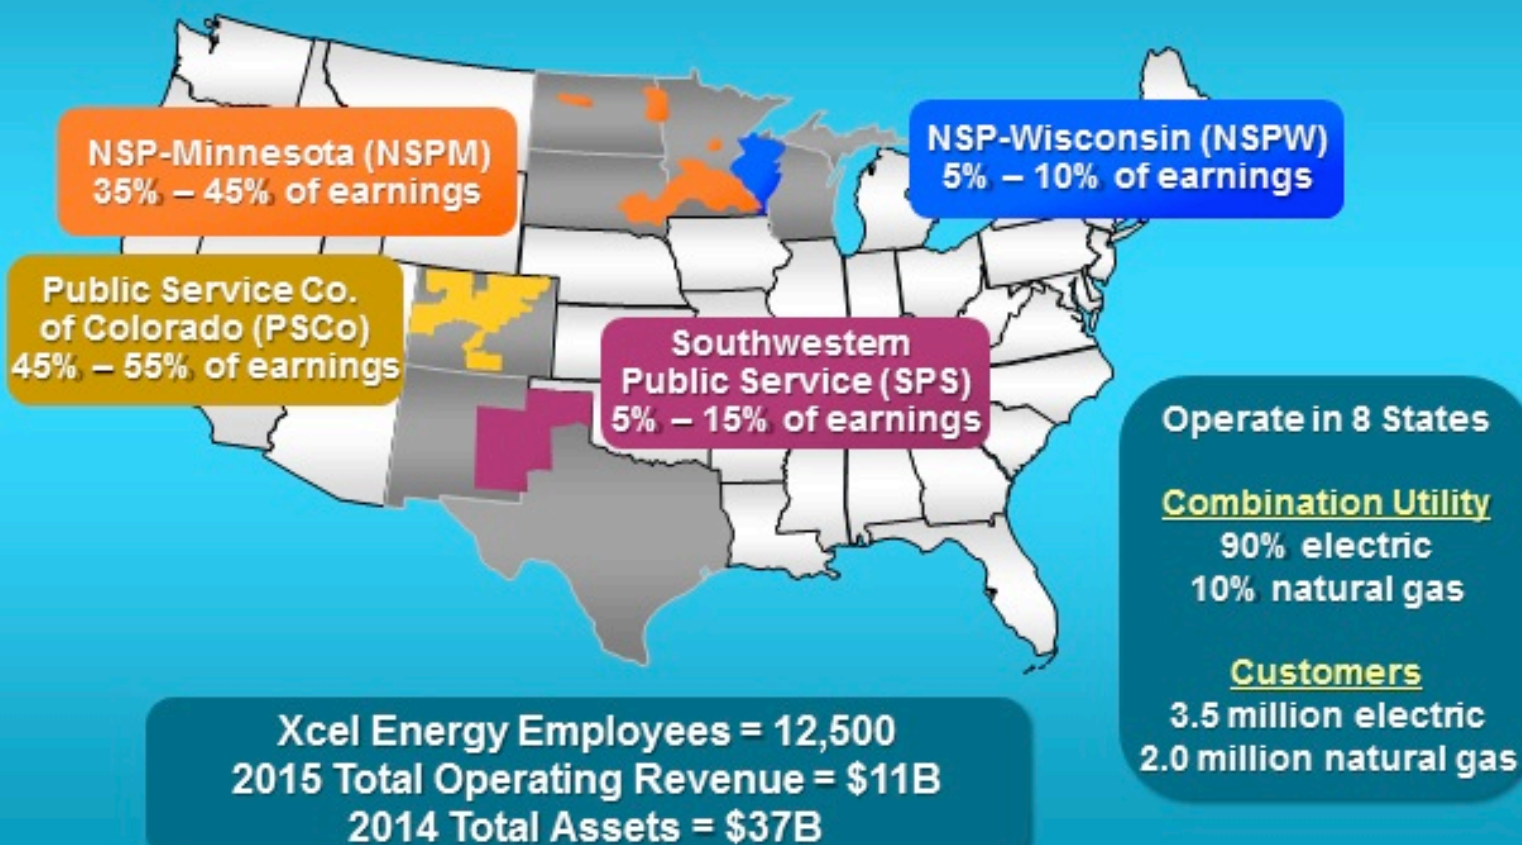 NSP-Minnesota (NSPM)
35% – 45% of earnings
NSP-Wisconsin (NSPW)
5% – 10% of earnings
Public Service Co.
of Colorado (PSCo)
45% – 55% of earnings
Southwestern
Public Service (SPS)
5% – 15% of earnings
Operate in 8 States
Combination Utility
90% electric
10% natural gas
Customers
3.5 million electric
2.0 million natural gas
Xcel Energy Employees = 12,500
2015 Total Operating Revenue = $11B
2014 Total Assets = $37B